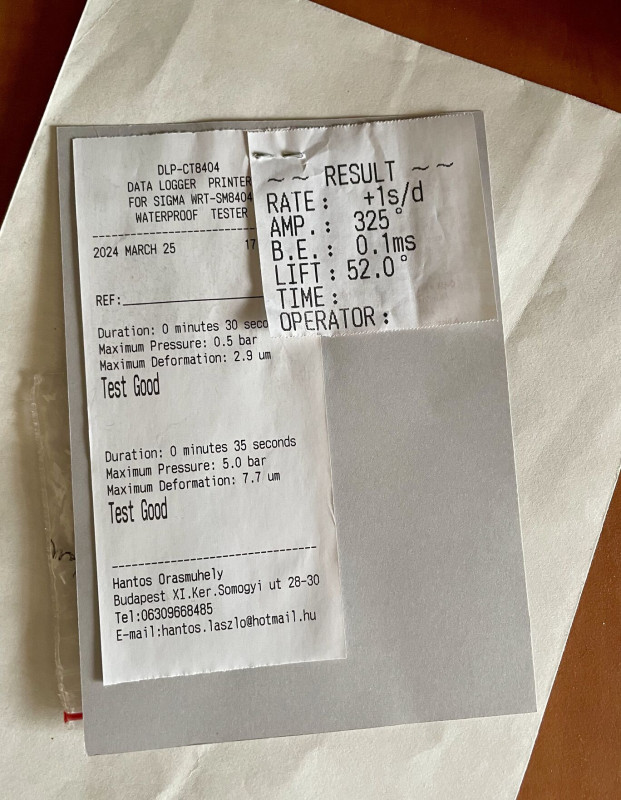 DLP-CT8404
DATA LOGGER PRINTER
FOR SIGMA WRT-SM8404
WATERPROOF TESTER
2024 MARCH 25 17
REF:
Duration: 0 minutes 30
Maximum Pressure: 0.5 bar
Maximum Deformation: 2.9 um
Test Good
Duration: 0 minutes 35 seconds
Maximum Pressure: 5.0 bar
Maximum Deformation: 7.7 um
Test Good
Hantos Orasmuhely
Budapest XI.Ker.Somogyi ut 28-30
Tel:06309668485
E-mail:hantos.laszlo@hotmail.hu
~ ~ RESULT ~ ~
RATE: +1s/d
AMP.: 325°
B.E.: 0.1ms
LIFT: 52.0°
TIME:
OPERATOR: